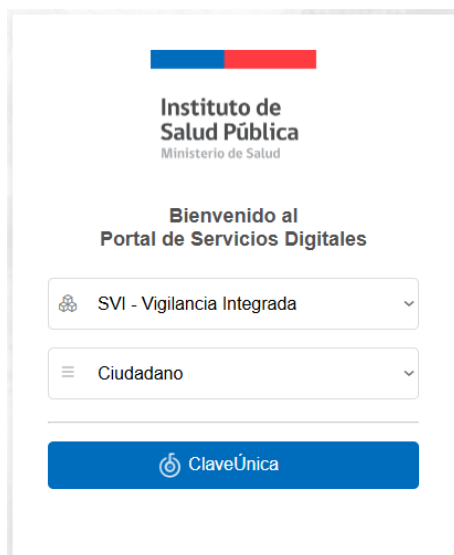 Instituto de
Salud Pública
Ministerio de Salud
Bienvenido al
Portal de Servicios Digitales
SVI - Vigilancia Integrada
Ciudadano
ClaveÚnica